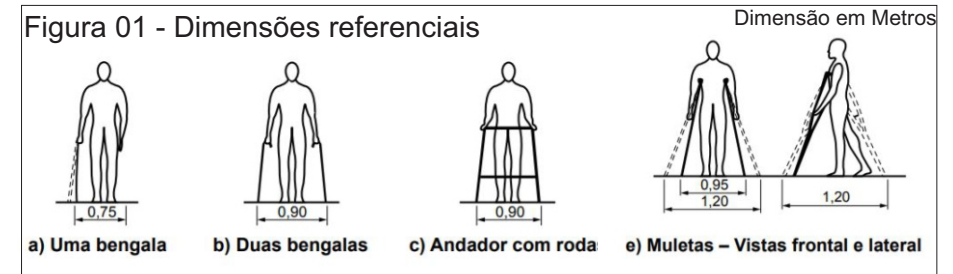 Figura 01 - Dimensões referenciais
Dimensão em Metros
0,75
0,90
0,90
0,95
1,20
1,20
a) Uma bengala
b) Duas bengalas
c) Andador com roda
e) Muletas – Vistas frontal e lateral